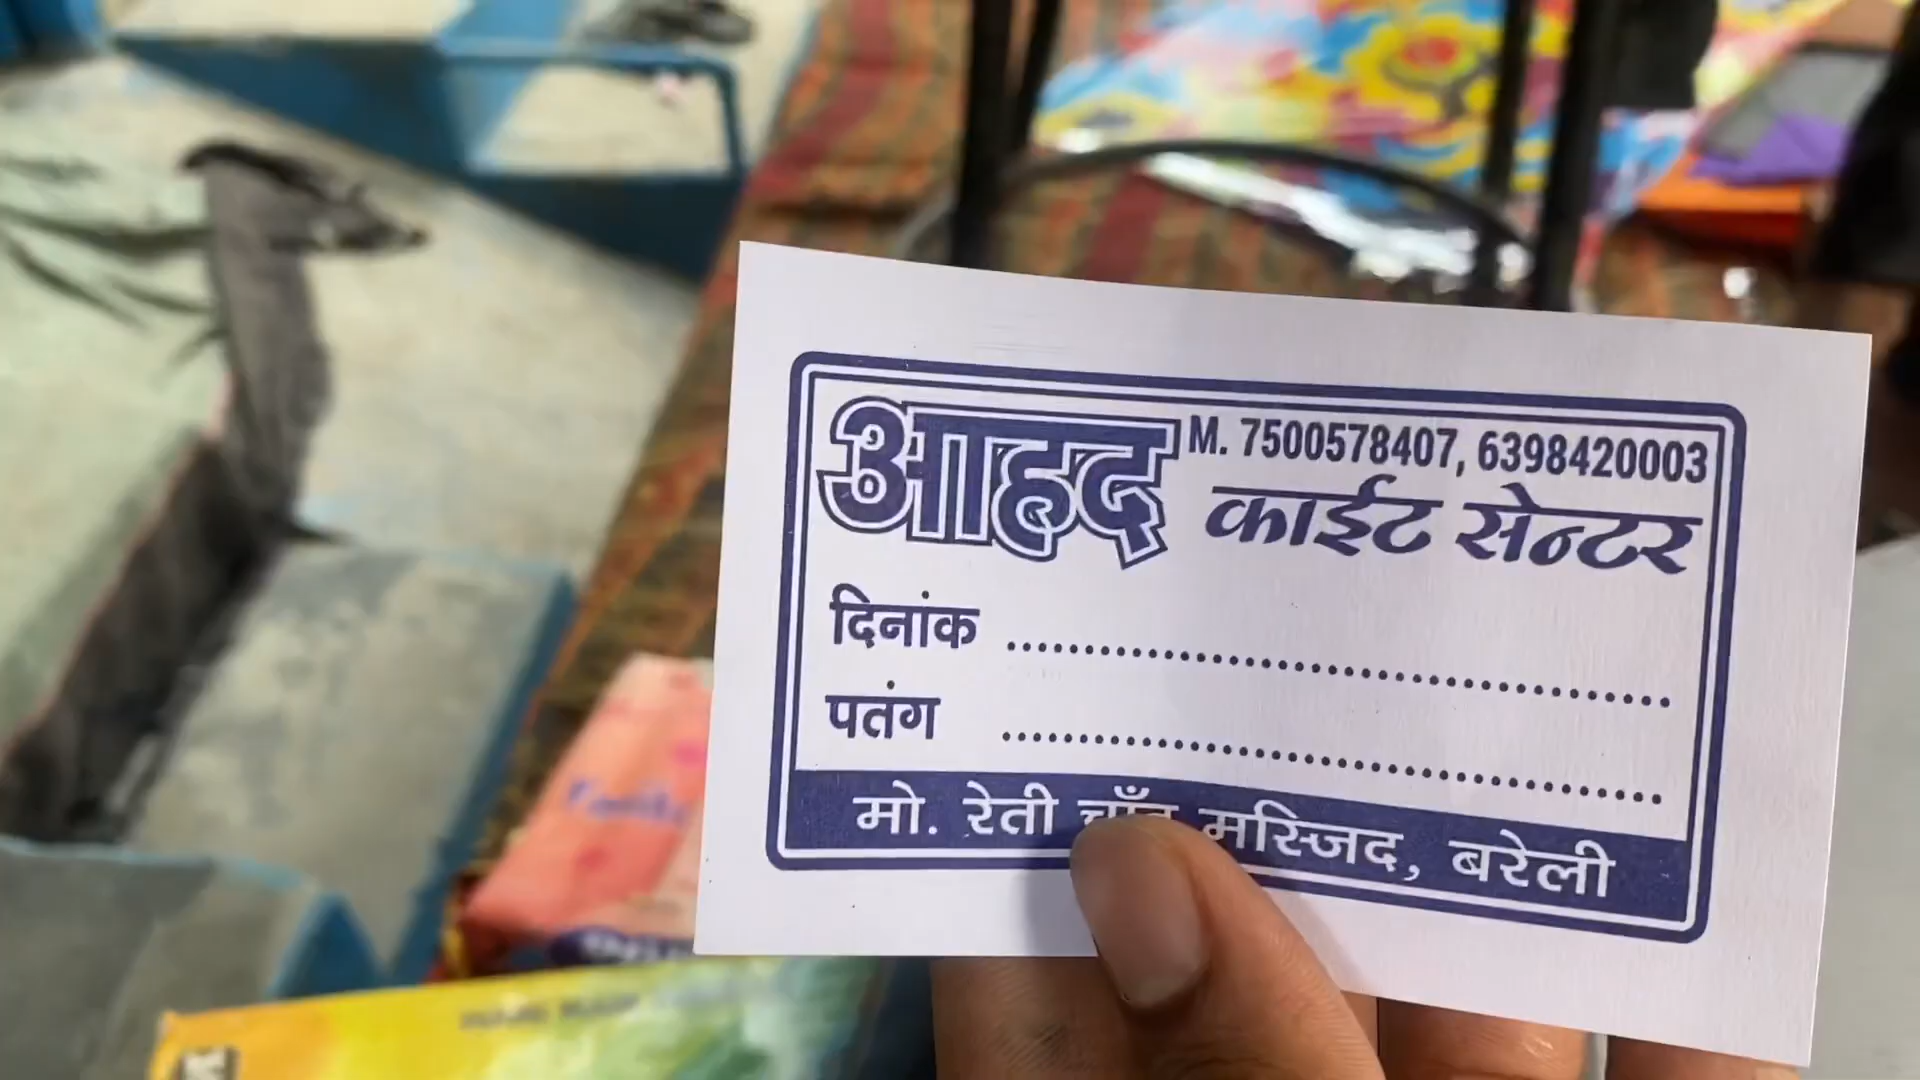 आहद
M. 7500578407, 6398420003
काईट सेन्टर
दिनांक ....................................
पतंग ....................................
मो. रेती मस्जिद, बरेली